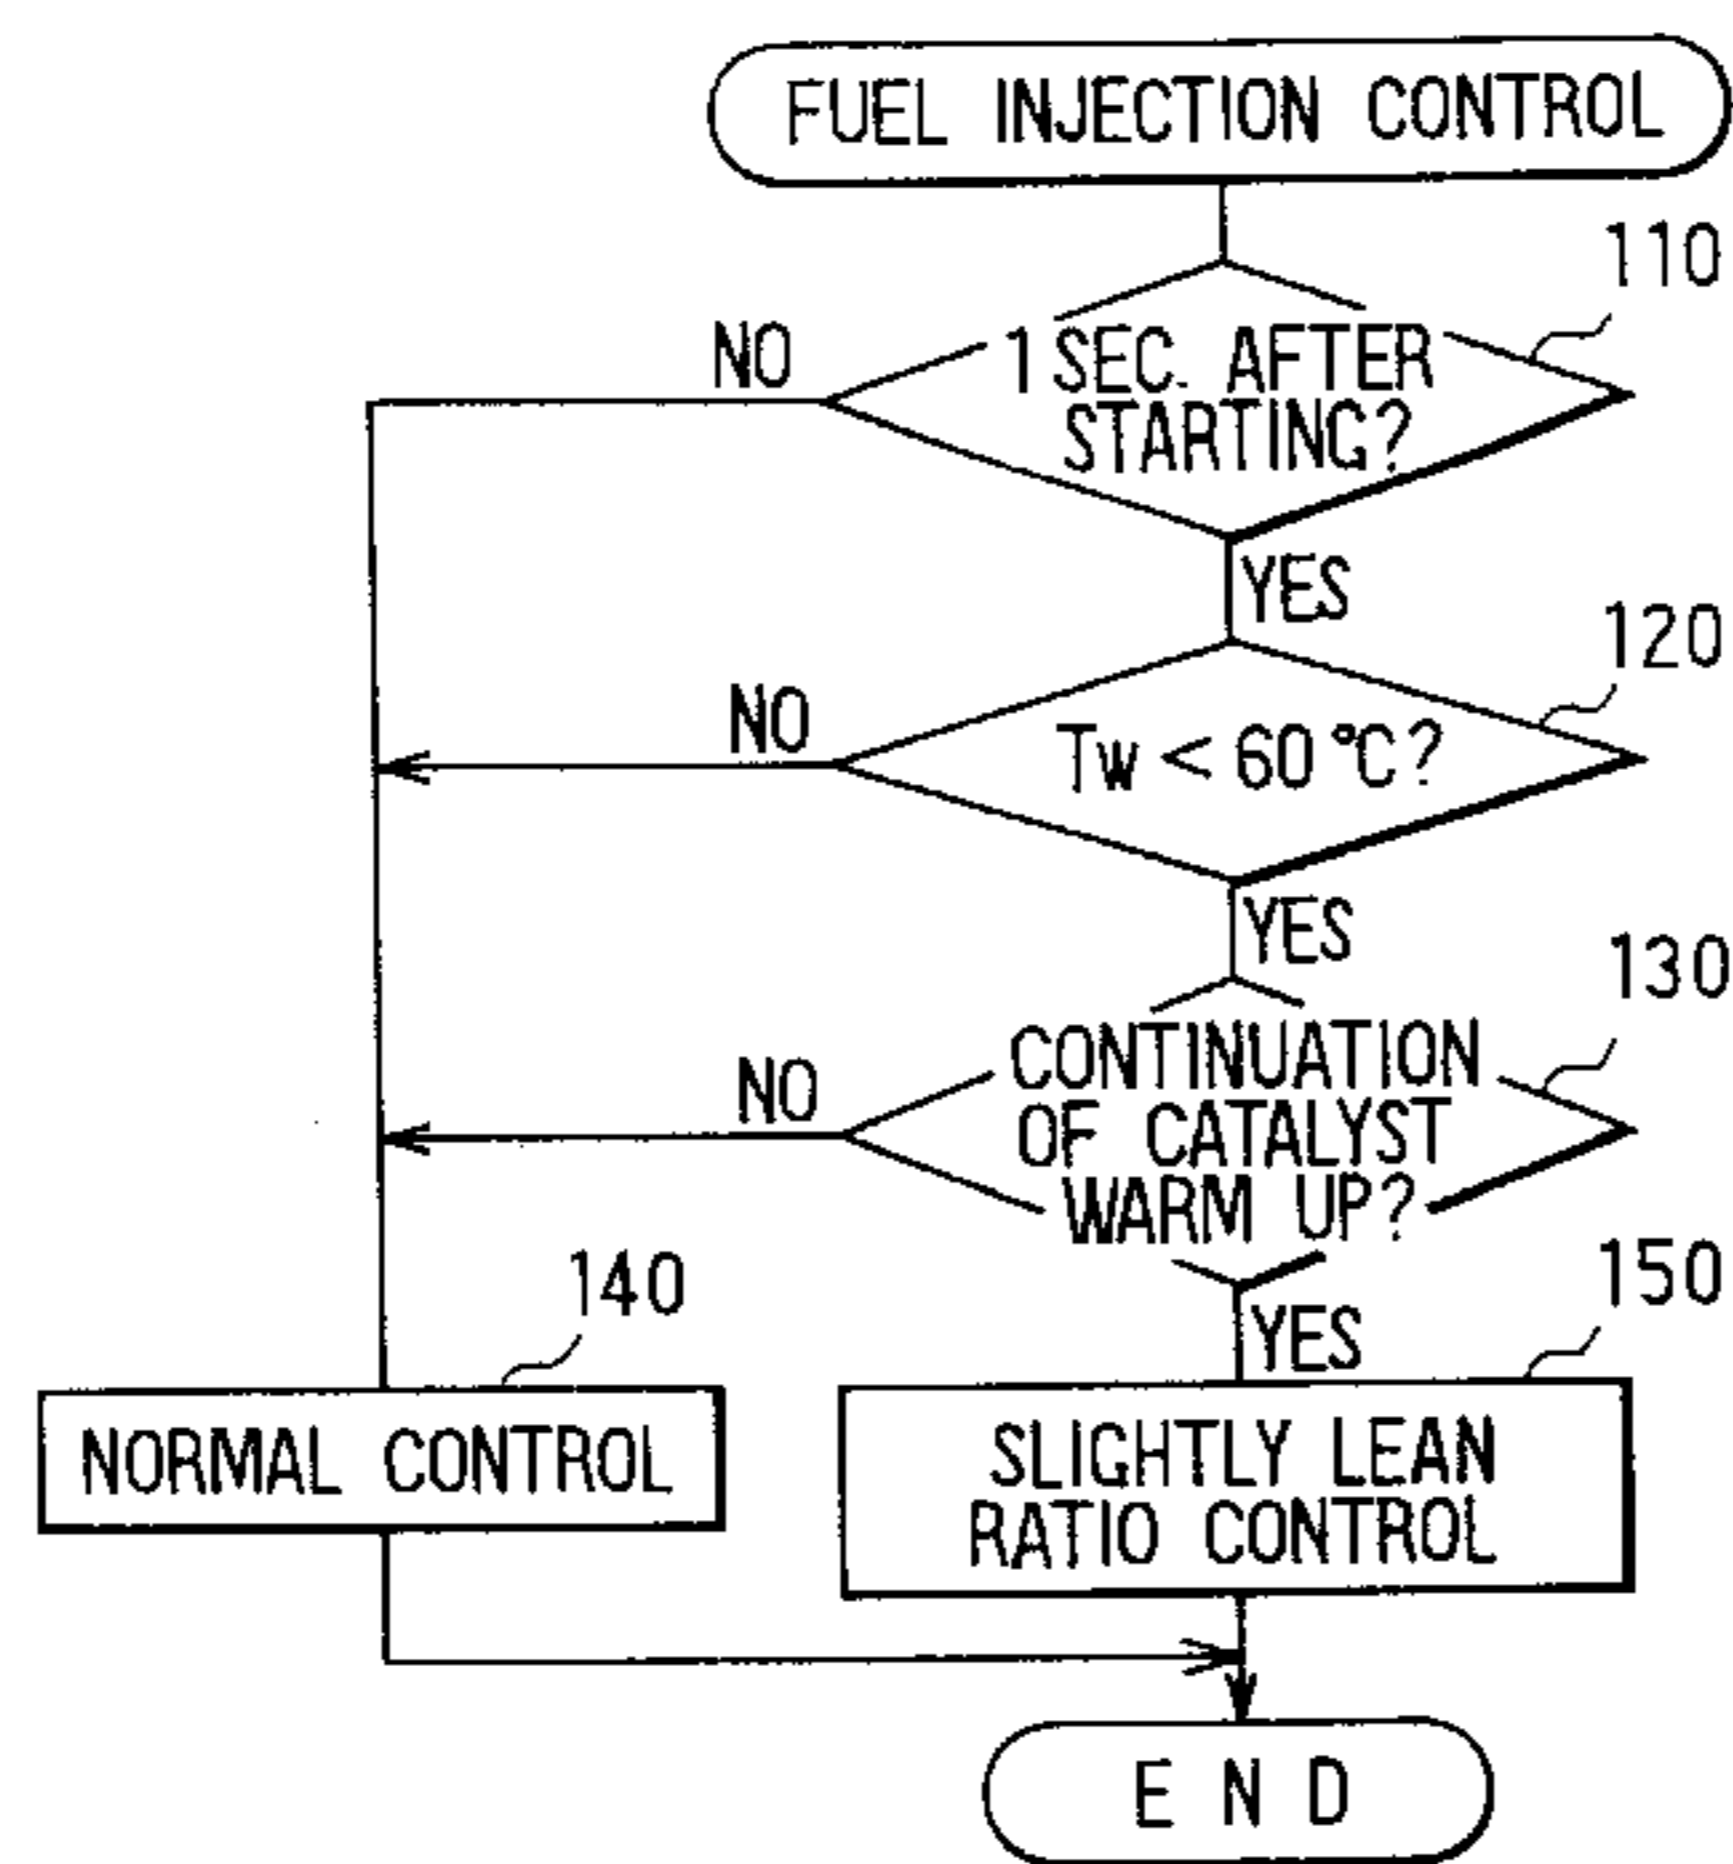 FUEL INJECTION CONTROL
110
NO
1 SEC. AFTER
STARTING?
YES
120
NO
Tw < 60°C?
YES
130
NO
CONTINUATION
OF CATALYST
WARM UP?
YES
140
150
NORMAL CONTROL
SLIGHTLY LEAN
RATIO CONTROL
END